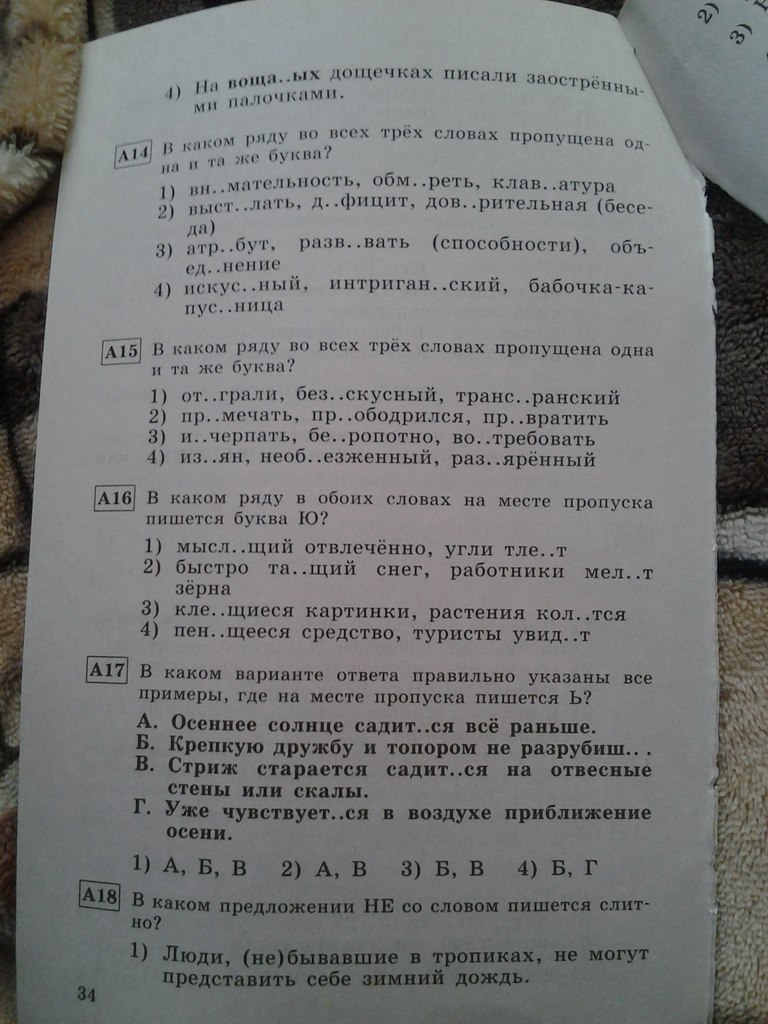 2)
3)
4) На воща..ых дощечках писали заострённы-
ми палочками.
А14 В каком ряду во всех трёх словах пропущена од-
на и та же буква?
1) вн..мательность, обм..реть, клав..атура
2) выст..лать, д..фицит, дов..рительная (бесе-
да)
3) атр..бут, разв..вать (способности), объ-
ед..нение
4) искус..ный, интриган..ский, бабочка-ка-
пус..ница
А15 В каком ряду во всех трёх словах пропущена одна
и та же буква?
1) от..грали, без..скусный, транс..ранский
2) пр..мечать, пр..ободрился, пр..вратить
3) и..черпать, бе..ропотно, во..требовать
4) из..ян, необ..езженный, раз..ярённый
А16 В каком ряду в обоих словах на месте пропуска
пишется буква Ю?
1) мысл..щий отвлечённо, угли тле..т
2) быстро та..щий снег, работники мел..т
зёрна
3) кле..щиеся картинки, растения кол..тся
4) пен..щееся средство, туристы увид..т
А17 В каком варианте ответа правильно указаны все
примеры, где на месте пропуска пишется Ь?
А. Осеннее солнце садит..ся всё раньше.
Б. Крепкую дружбу и топором не разрубиш.. .
В. Стриж старается садит..ся на отвесные
стены или скалы.
Г. Уже чувствует..ся в воздухе приближение
осени.
1) А, Б, В 2) А, В 3) Б, В 4) Б, Г
А18 В каком предложении НЕ со словом пишется слит-
но?
1) Люди, (не)бывавшие в тропиках, не могут
представить себе зимний дождь.
34